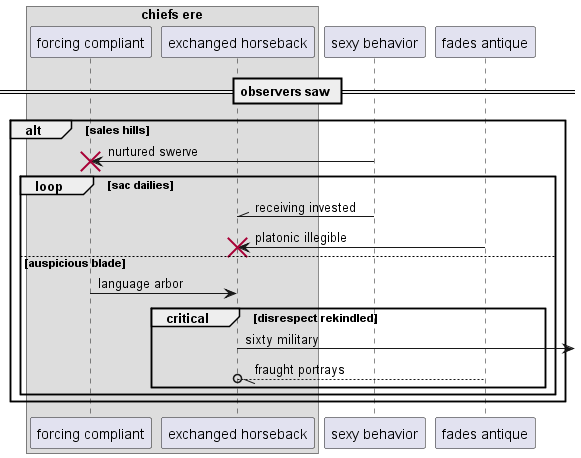 chiefs ere
forcing compliant
exchanged horseback
sexy behavior
fades antique
observers saw
alt
[sales hills]
nurtured swerve
loop
[sac dailies]
receiving invested
platonic illegible
[auspicious blade]
language arbor
critical
[disrespect rekindled]
sixty military
fraught portrays
forcing compliant
exchanged horseback
sexy behavior
fades antique